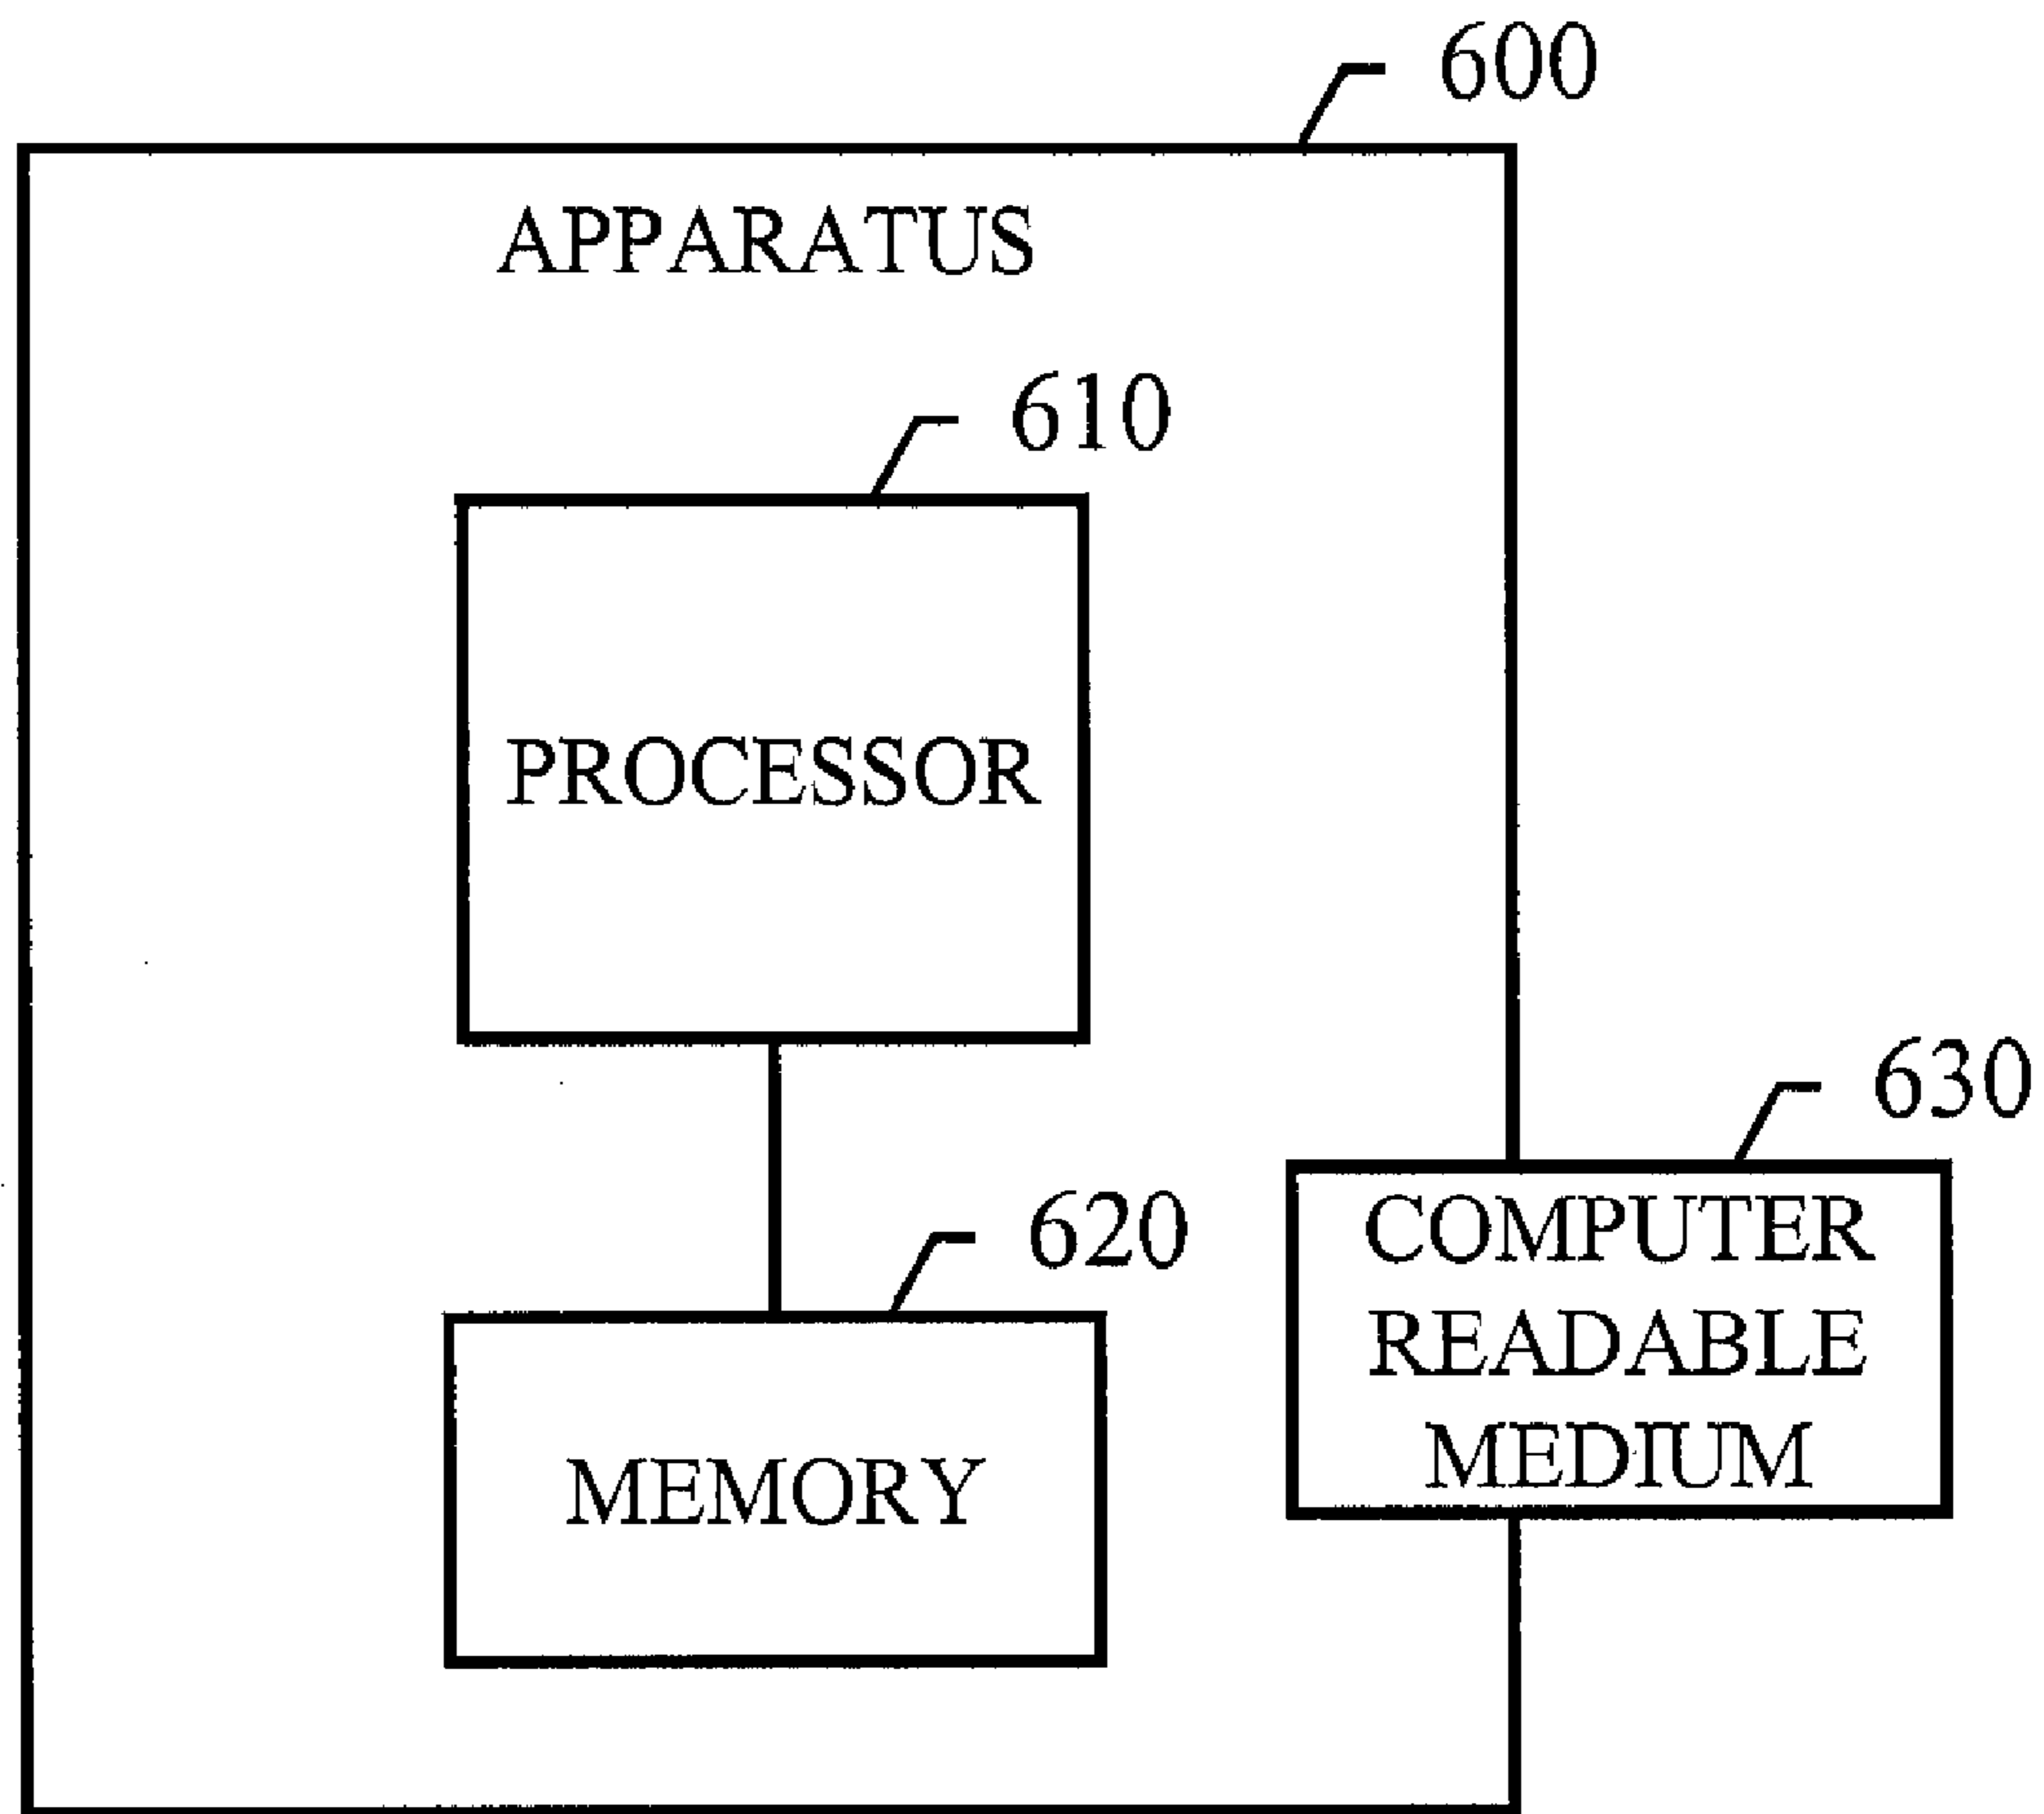 600
APPARATUS
610
PROCESSOR
630
620
COMPUTER
READABLE
MEDIUM
MEMORY